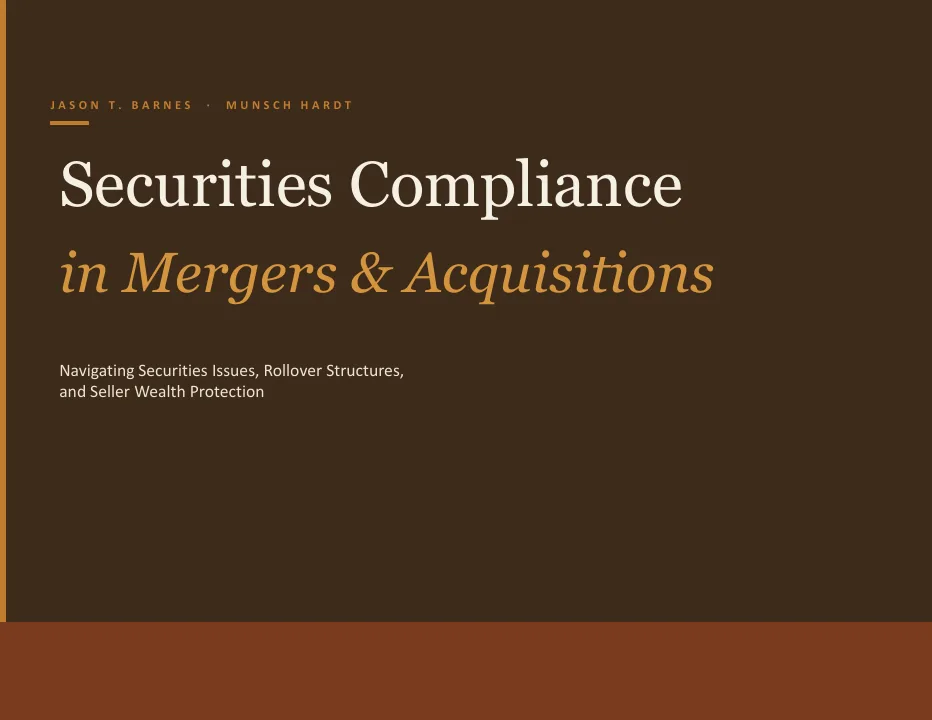 JASON T. BARNES · MUNSCH HARDT
Securities Compliance
in Mergers & Acquisitions
Navigating Securities Issues, Rollover Structures,
and Seller Wealth Protection